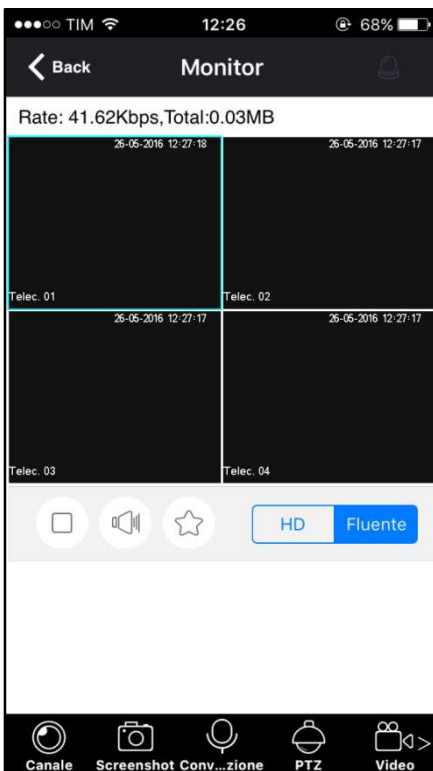 TIM 12:26 68%
Back Monitor
Rate: 41.62Kbps,Total:0.03MB
26-05-2016 12:27:18
Telec. 01
26-05-2016 12:27:17
Telec. 02
26-05-2016 12:27:17
Telec. 03
26-05-2016 12:27:17
Telec. 04
HD Fluente
Canale Screenshot Conv...zione PTZ Video